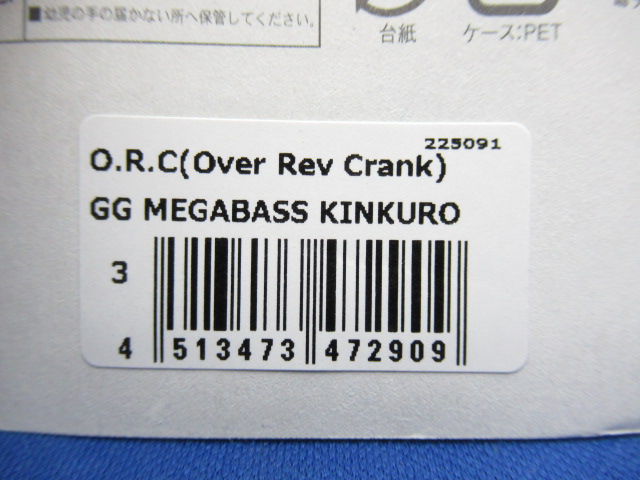 ■幼児の手の届かない所へ保管してください。
台紙 ケース:PET
225091
O.R.C(Over Rev Crank)
GG MEGABASS KINKURO
3
4 513473 472909